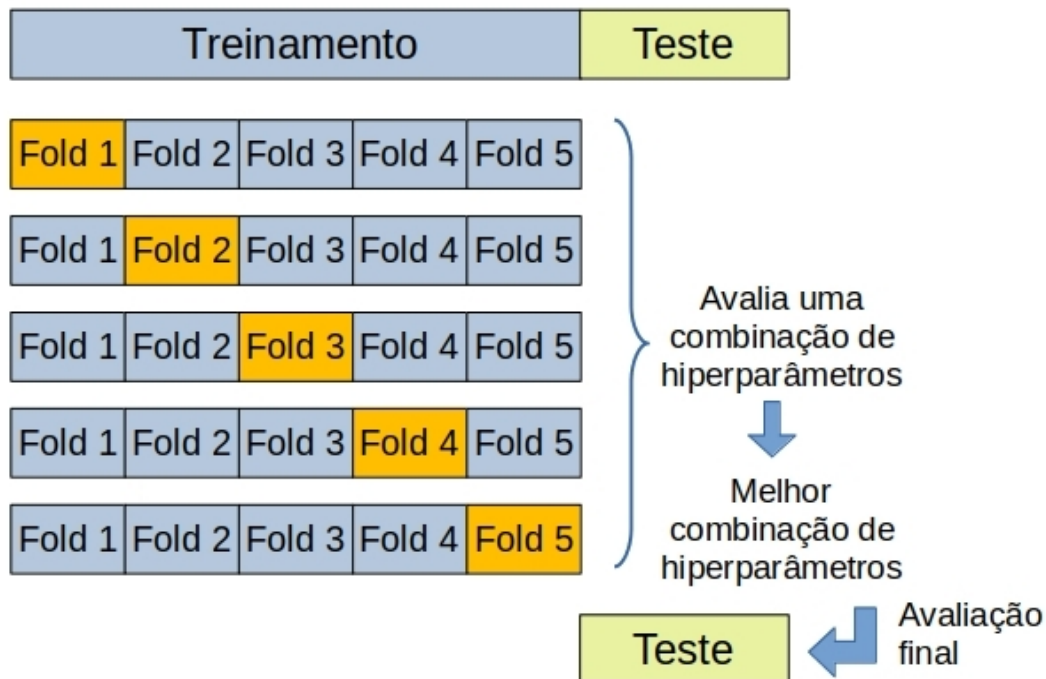 Treinamento Teste
Fold 1 Fold 2 Fold 3 Fold 4 Fold 5
Fold 1 Fold 2 Fold 3 Fold 4 Fold 5
Fold 1 Fold 2 Fold 3 Fold 4 Fold 5
Fold 1 Fold 2 Fold 3 Fold 4 Fold 5
Fold 1 Fold 2 Fold 3 Fold 4 Fold 5
Avalia uma
combinação de
hiperparâmetros
Melhor
combinação de
hiperparâmetros
Teste
Avaliação
final